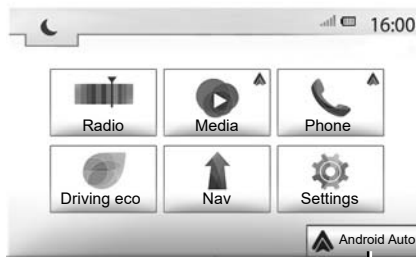 16:00
Radio
Media
Phone
Driving eco
Nav
Settings
Android Auto